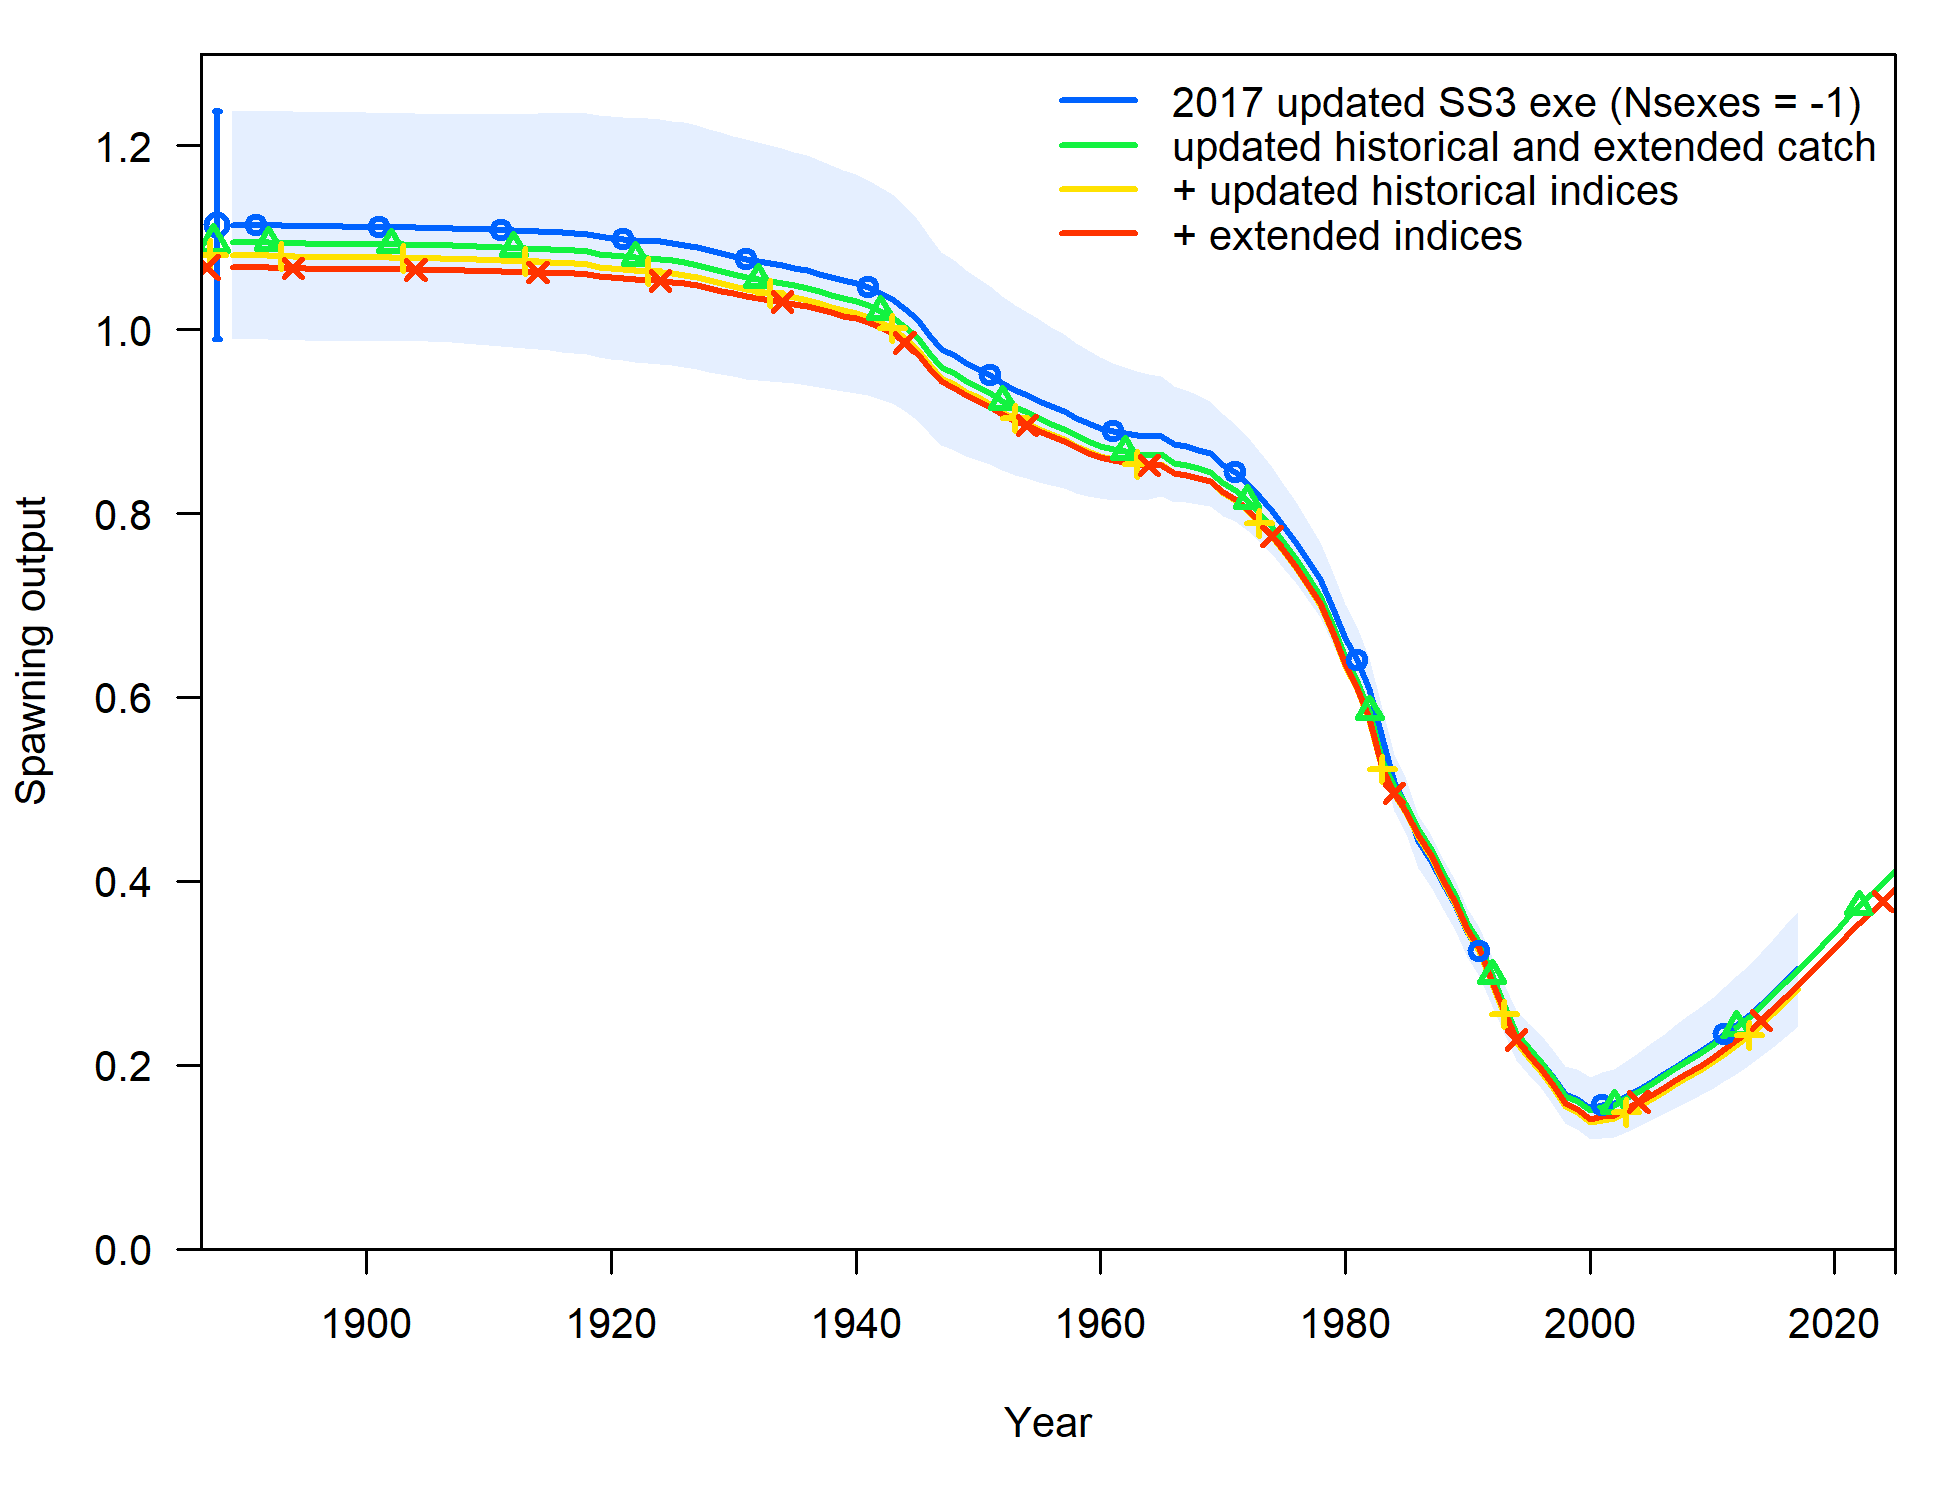 2017 updated SS3 exe (Nsexes = -1)
updated historical and extended catch
+ updated historical indices
+ extended indices
Spawning output
1.2
1.0
0.8
0.6
0.4
0.2
0.0
1900 1920 1940 1960 1980 2000 2020
Year